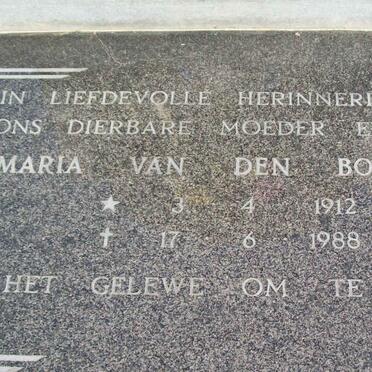 IN LIEFDEVOLLE HERINNERI
ONS DIERBARE MOEDER E
MARIA VAN DEN BO
★ 3 4 1912
✝ 17 6 1988
HET GELEWE OM TE